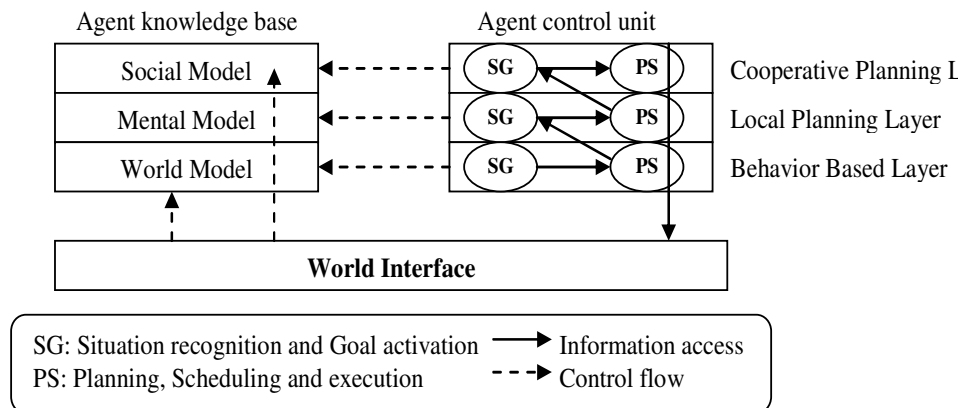 Agent knowledge base
Agent control unit
Social Model
SG
PS
Cooperative Planning L
Mental Model
SG
PS
Local Planning Layer
World Model
SG
PS
Behavior Based Layer
World Interface
SG: Situation recognition and Goal activation
Information access
PS: Planning, Scheduling and execution
Control flow